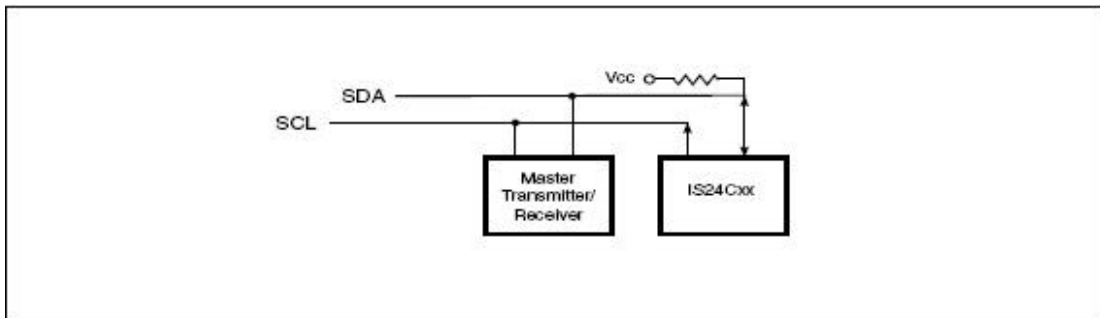 Vcc
SDA
SCL
Master
Transmitter/
Receiver
IS24Cxx